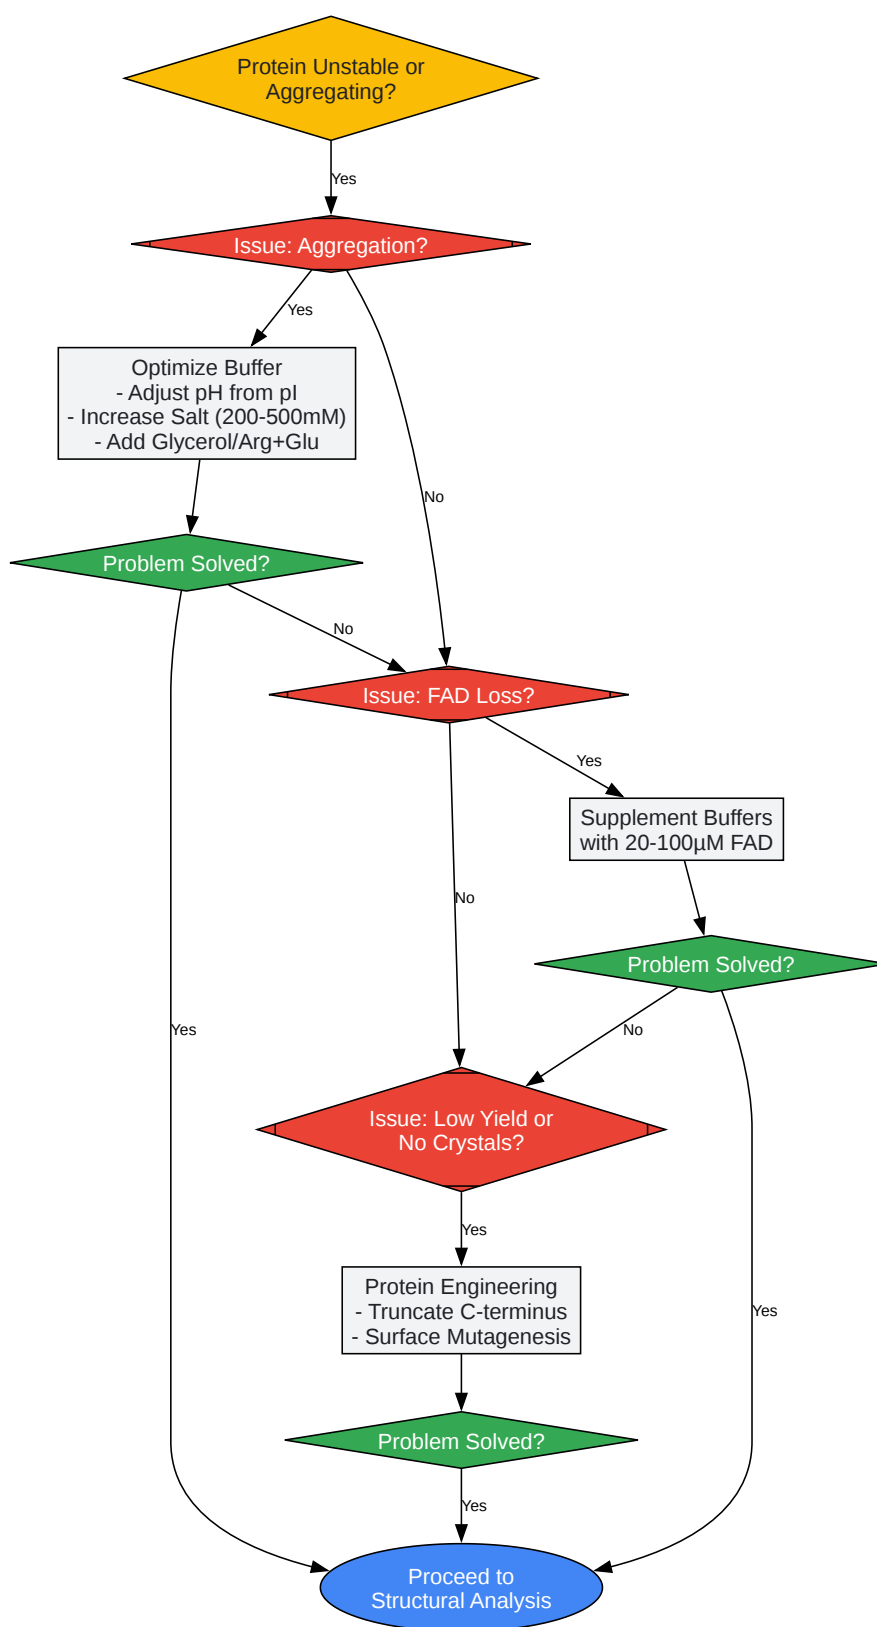 Protein Unstable or
Aggregating?
Yes
Issue: Aggregation?
Yes
Optimize Buffer
- Adjust pH from pI
- Increase Salt (200-500mM)
- Add Glycerol/Arg+Glu
No
Problem Solved?
No
Issue: FAD Loss?
Yes
Supplement Buffers
with 20-100µM FAD
No
Problem Solved?
Yes
No
Issue: Low Yield or
No Crystals?
Yes
Protein Engineering
- Truncate C-terminus
- Surface Mutagenesis
Yes
Problem Solved?
Yes
Proceed to
Structural Analysis